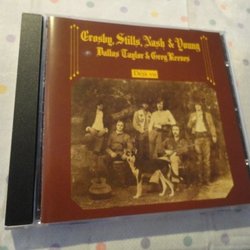 Crosby, Stills, Nash & Young
Dallas Taylor & Greg Reeves
Déjà vu